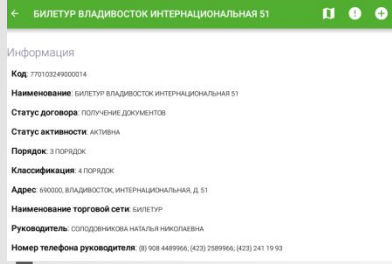 БИЛЕТУР ВЛАДИВОСТОК ИНТЕРНАЦИОНАЛЬНАЯ 51
Информация
Код: 770103249000014
Наименование: БИЛЕТУР ВЛАДИВОСТОК ИНТЕРНАЦИОНАЛЬНАЯ 51
Статус договора: ПОЛУЧЕНИЕ ДОКУМЕНТОВ
Статус активности: АКТИВНА
Порядок: 3 ПОРЯДОК
Классификация: 4 ПОРЯДОК
Адрес: 690000, ВЛАДИВОСТОК, ИНТЕРНАЦИОНАЛЬНАЯ, Д. 51
Наименование торговой сети: БИЛЕТУР
Руководитель: СОЛОДОВНИКОВА НАТАЛЬЯ НИКОЛАЕВНА
Номер телефона руководителя: (8) 908 4489966; (423) 2589966; (423) 241 19 93